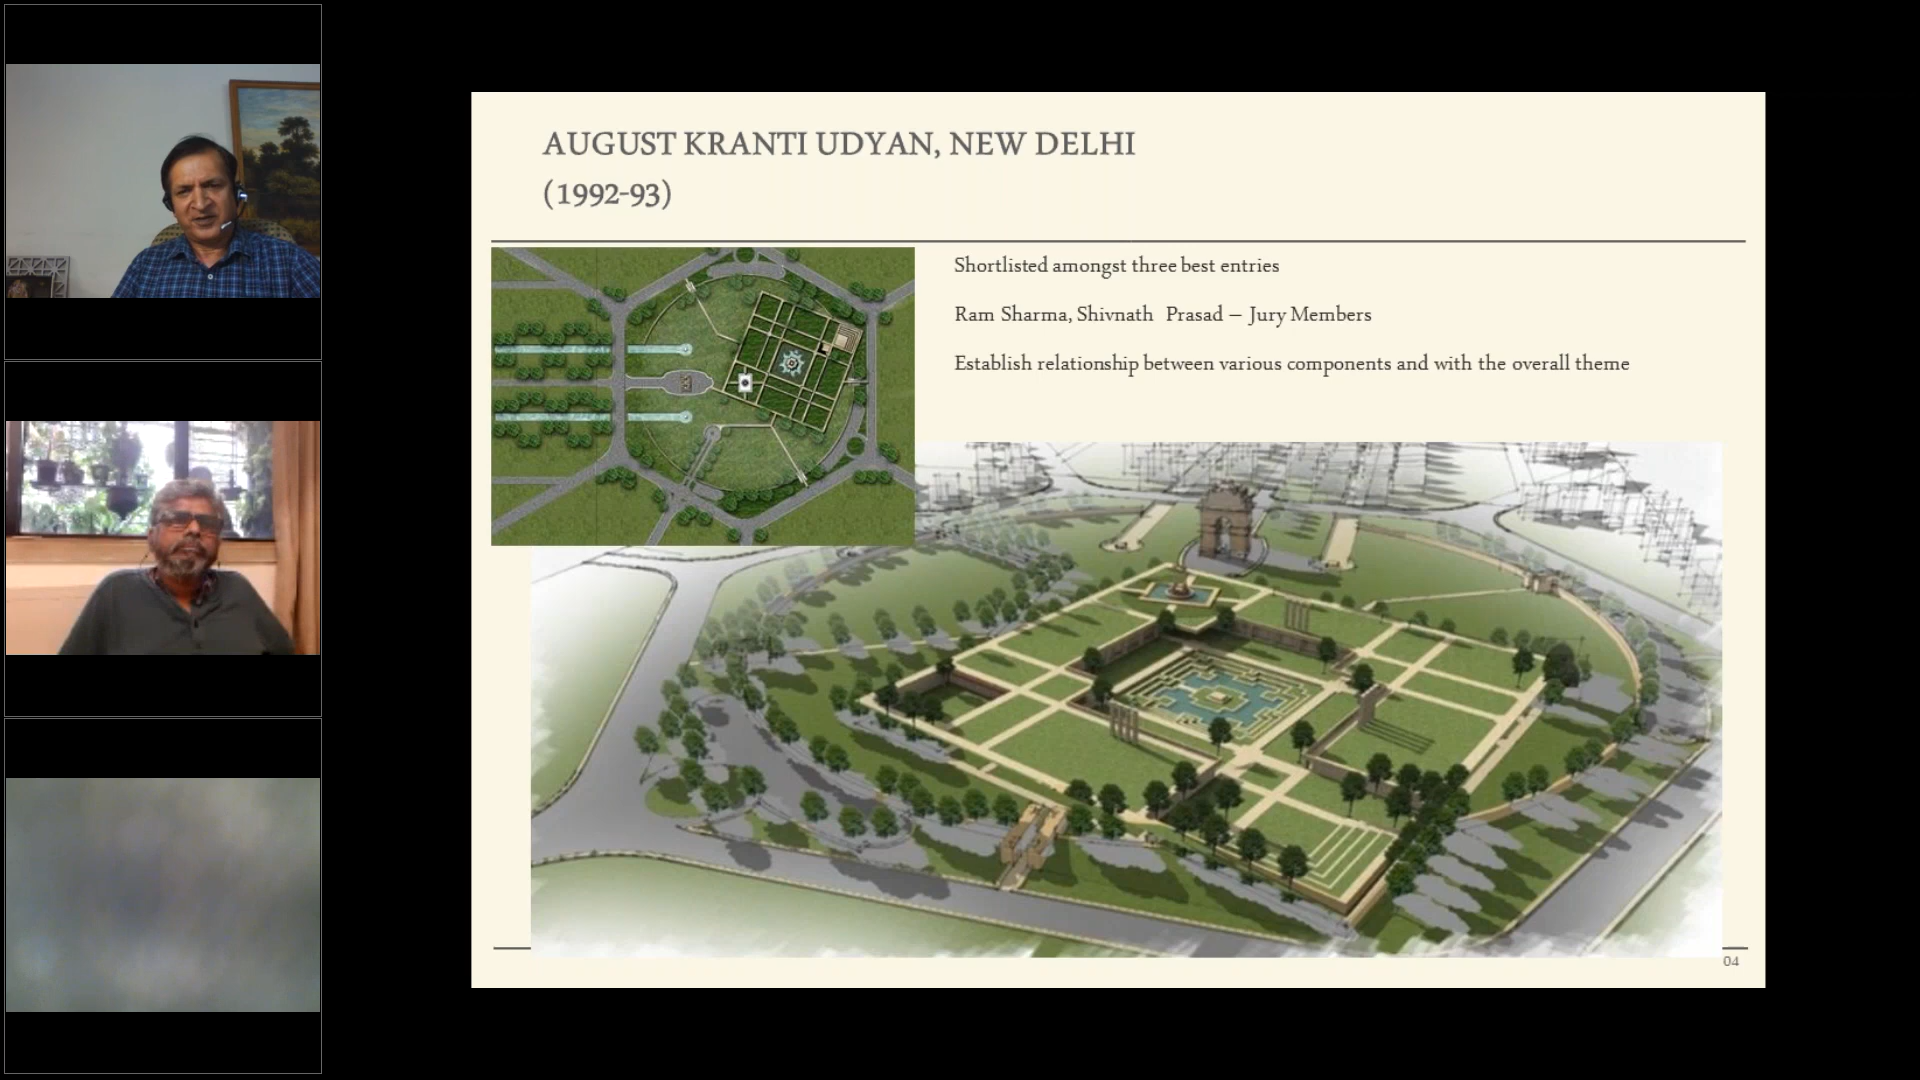 AUGUST KRANTI UDYAN, NEW DELHI
(1992-93)
Shortlisted amongst three best entries
Ram Sharma, Shivnath Prasad – Jury Members
Establish relationship between various components and with the overall theme
04